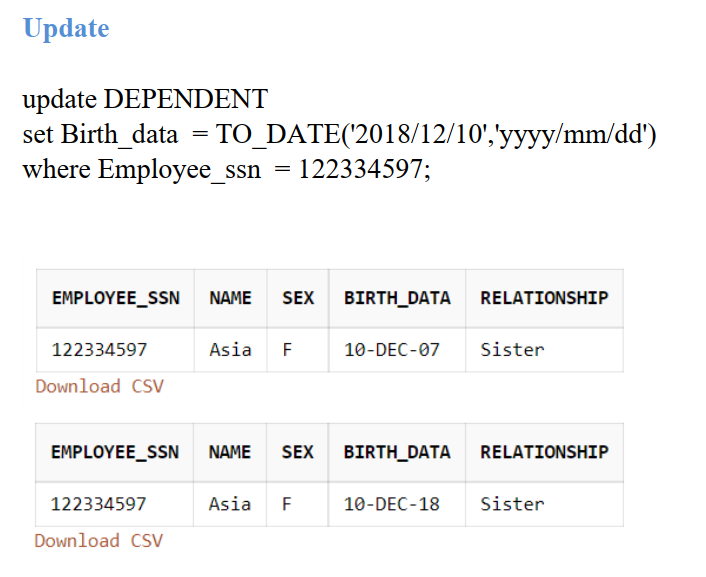 Update
update DEPENDENT
set Birth_data = TO_DATE('2018/12/10','yyyy/mm/dd')
where Employee_ssn = 122334597;
EMPLOYEE_SSN NAME SEX BIRTH_DATA RELATIONSHIP
122334597 Asia F 10-DEC-07 Sister
Download CSV
EMPLOYEE_SSN NAME SEX BIRTH_DATA RELATIONSHIP
122334597 Asia F 10-DEC-18 Sister
Download CSV